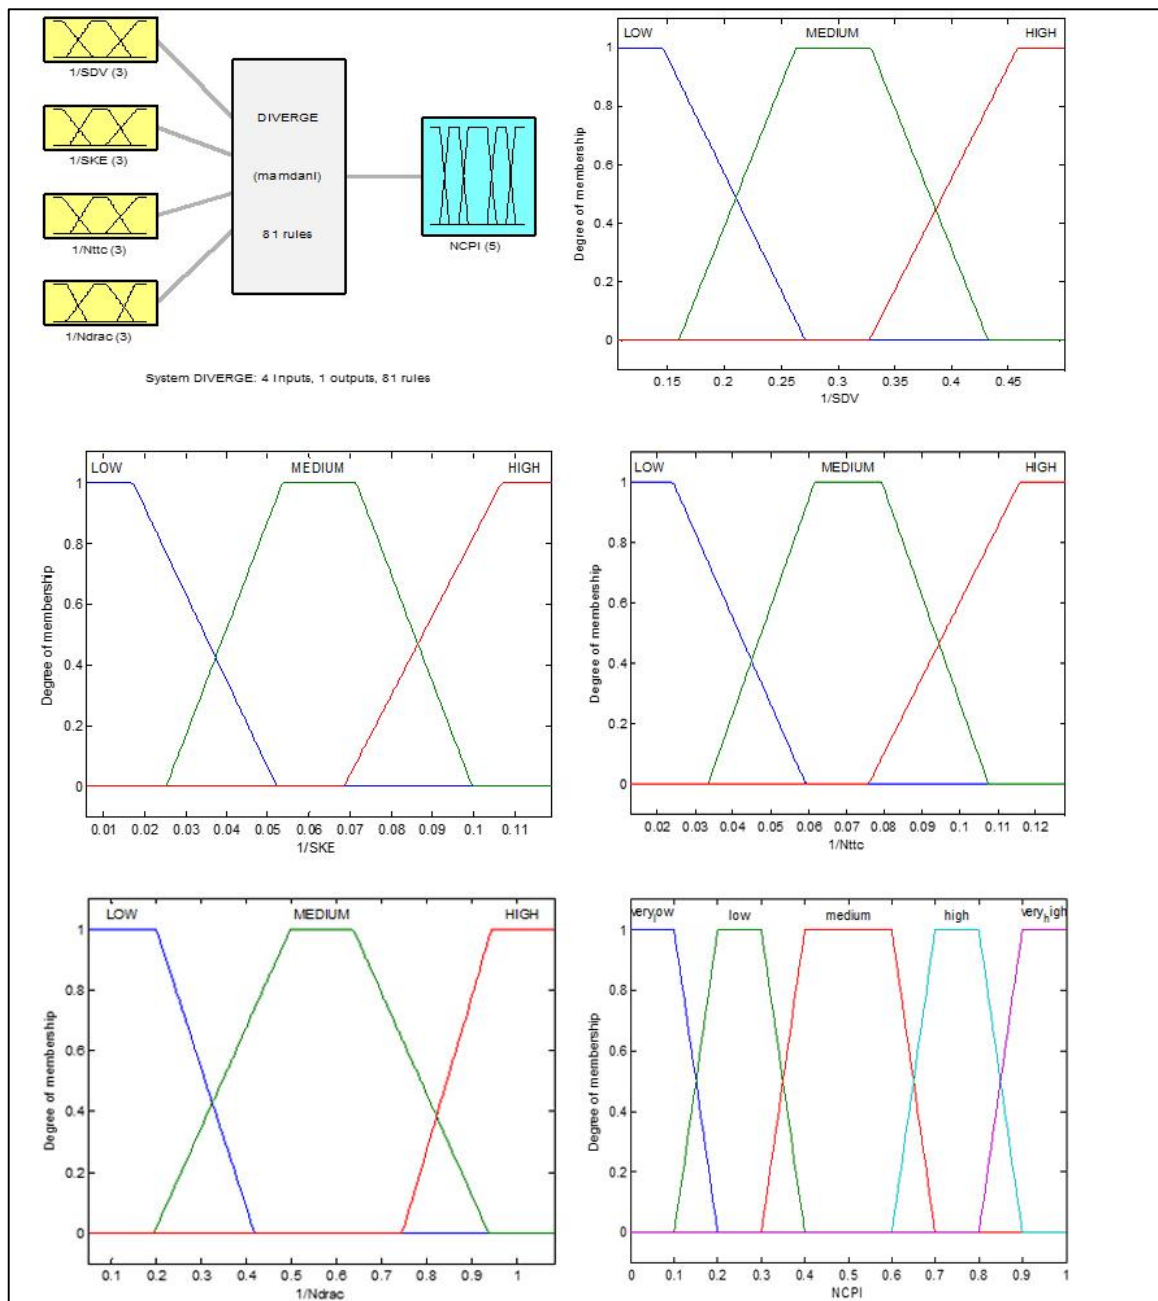 1/SDV (3)
1/SKE (3)
1/Nttc (3)
1/Ndrac (3)
DIVERGE
(mamdani)
81 rules
NCPI (5)
System DIVERGE: 4 inputs, 1 outputs, 81 rules
LOW MEDIUM HIGH
Degree of membership
1
0.8
0.6
0.4
0.2
0
0.15 0.2 0.25 0.3 0.35 0.4 0.45
1/SDV
LOW MEDIUM HIGH
Degree of membership
1
0.8
0.6
0.4
0.2
0
0.01 0.02 0.03 0.04 0.05 0.06 0.07 0.08 0.09 0.1 0.11
1/SKE
LOW MEDIUM HIGH
Degree of membership
1
0.8
0.6
0.4
0.2
0
0.02 0.03 0.04 0.05 0.06 0.07 0.08 0.09 0.1 0.11 0.12
1/Nttc
LOW MEDIUM HIGH
Degree of membership
1
0.8
0.6
0.4
0.2
0
0.1 0.2 0.3 0.4 0.5 0.6 0.7 0.8 0.9 1
1/Ndrac
very_low low medium high very_high
Degree of membership
1
0.8
0.6
0.4
0.2
0
0 0.1 0.2 0.3 0.4 0.5 0.6 0.7 0.8 0.9 1
NCPI